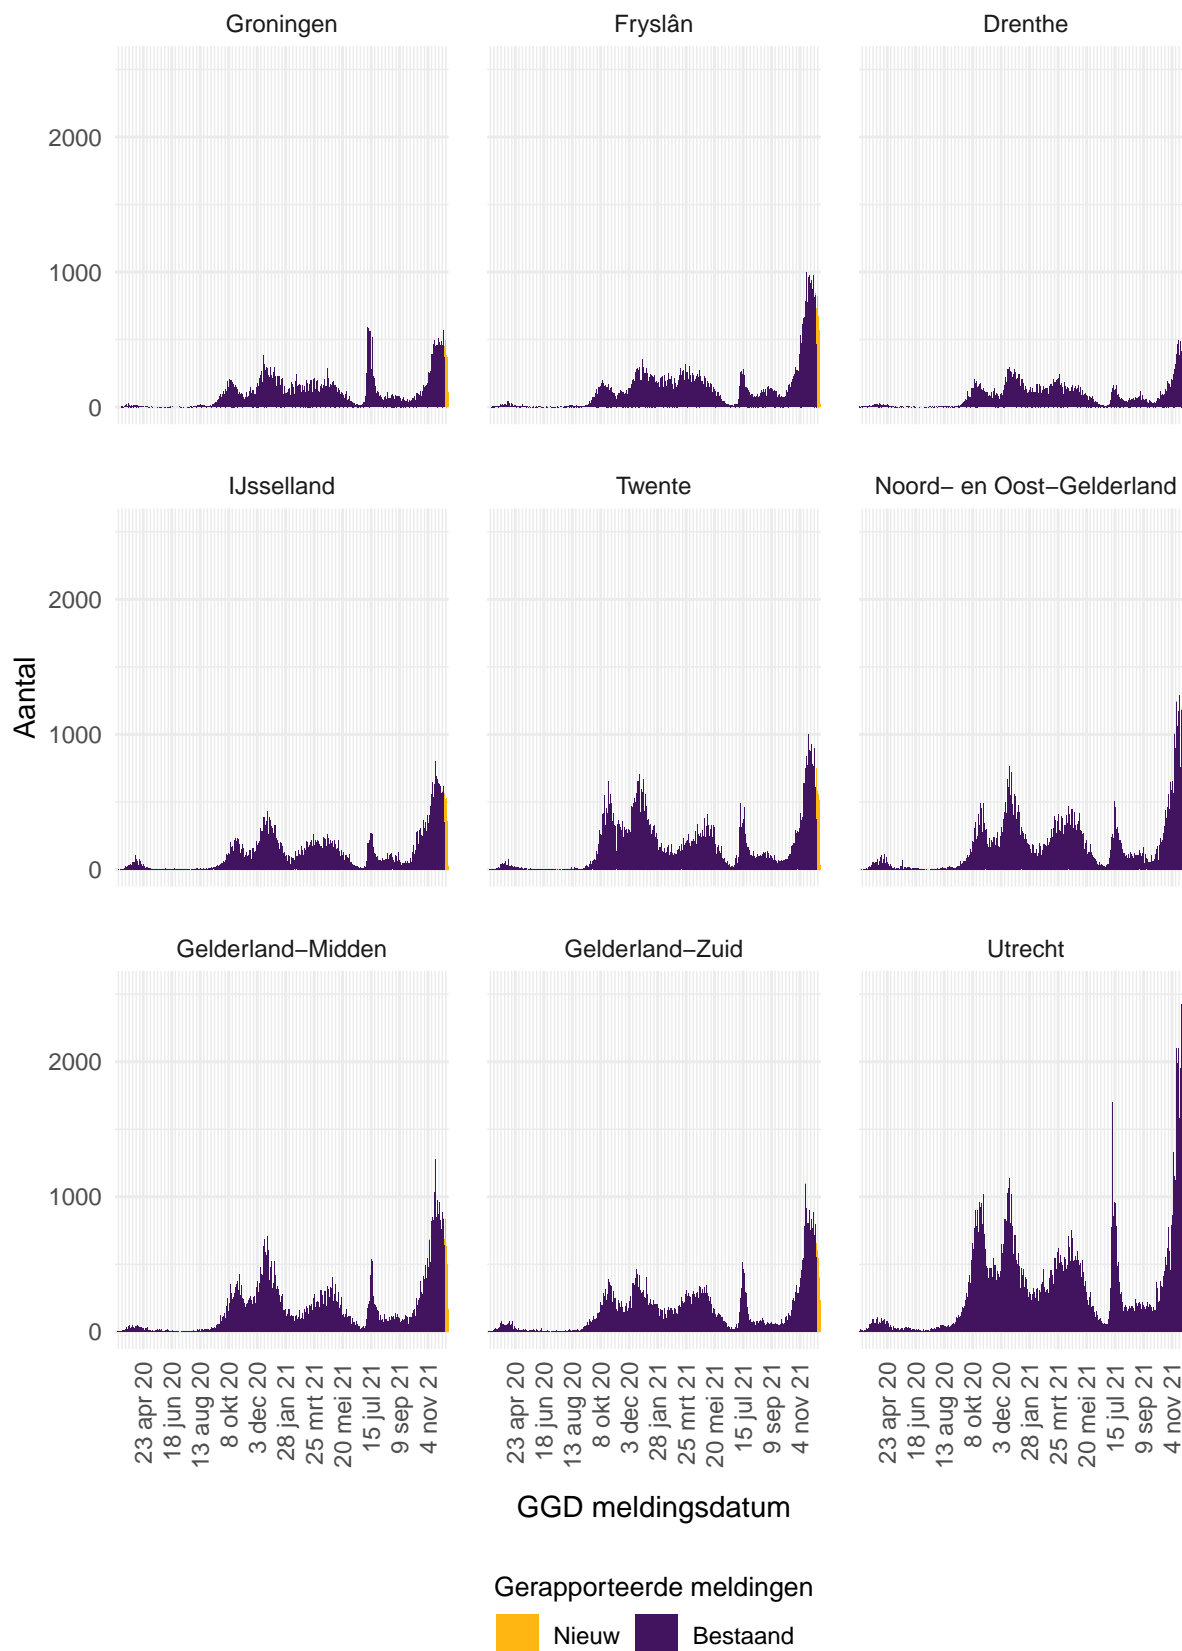 Groningen
Fryslân
Drenthe
2000
1000
0
IJsselland
Twente
Noord− en Oost−Gelderland
2000
1000
0
Aantal
Gelderland−Midden
Gelderland−Zuid
Utrecht
2000
1000
0
23 apr 20
18 jun 20
13 aug 20
8 okt 20
3 dec 20
28 jan 21
25 mrt 21
20 mei 21
15 jul 21
9 sep 21
4 nov 21
23 apr 20
18 jun 20
13 aug 20
8 okt 20
3 dec 20
28 jan 21
25 mrt 21
20 mei 21
15 jul 21
9 sep 21
4 nov 21
23 apr 20
18 jun 20
13 aug 20
8 okt 20
3 dec 20
28 jan 21
25 mrt 21
20 mei 21
15 jul 21
9 sep 21
4 nov 21
GGD meldingsdatum
Gerapporteerde meldingen
Nieuw
Bestaand